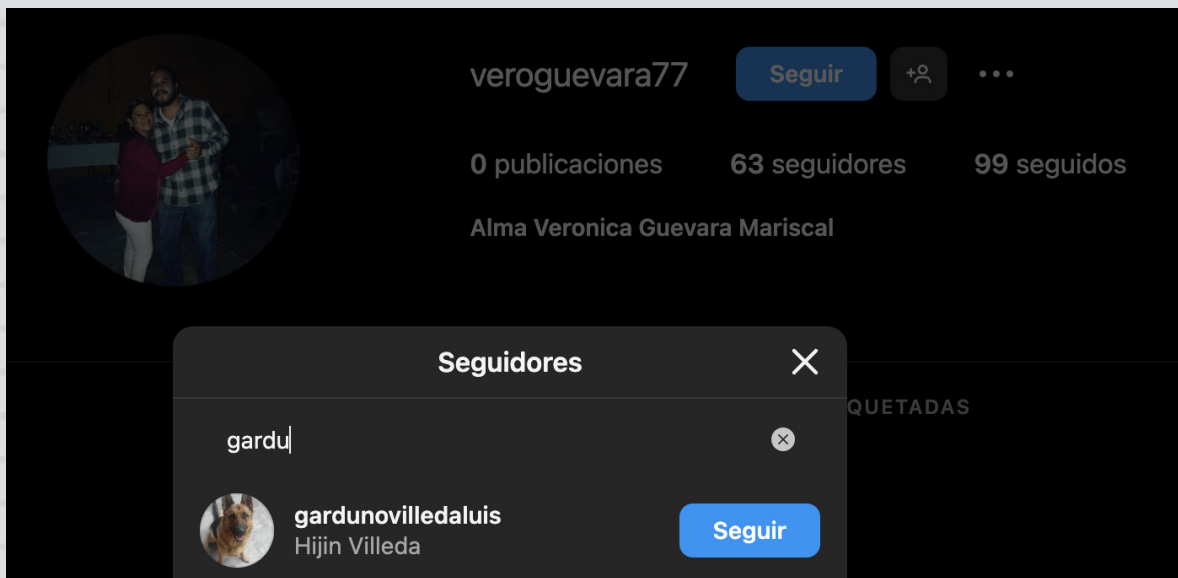 veroguevara77 Seguir
0 publicaciones 63 seguidores 99 seguidos
Alma Veronica Guevara Mariscal
Seguidores
QUETADAS
gardu
gardunovilledaluis
Hijin Villeda
Seguir